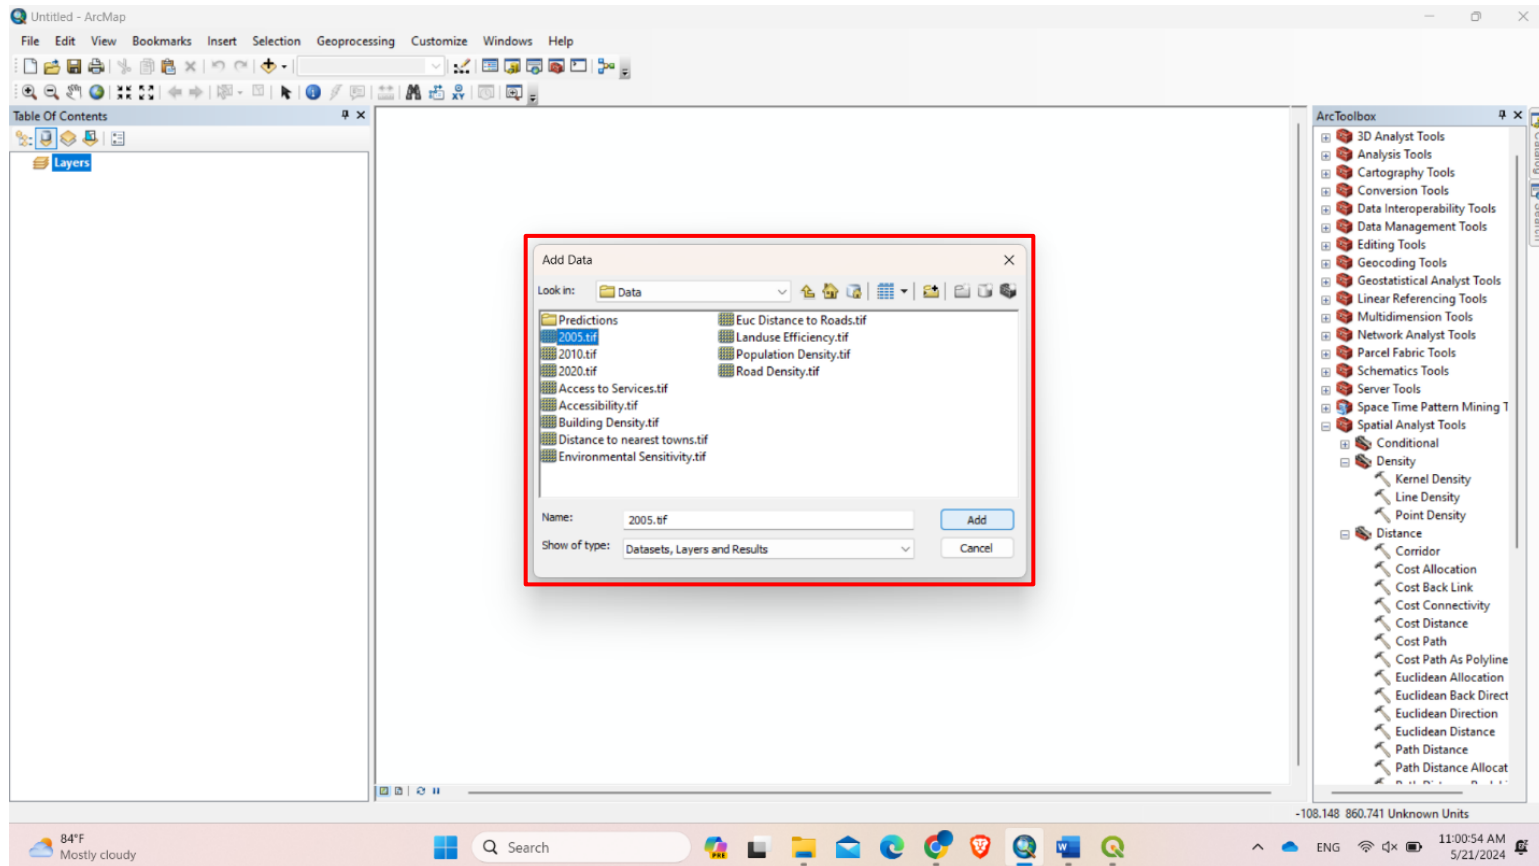 Untitled - ArcMap
File Edit View Bookmarks Insert Selection Geoprocessing Customize Windows Help
Table Of Contents
Layers
Add Data
Look in: Data
Predictions
2005.tif
2010.tif
2020.tif
Access to Services.tif
Accessibility.tif
Building Density.tif
Distance to nearest towns.tif
Environmental Sensitivity.tif
Euc Distance to Roads.tif
Landuse Efficiency.tif
Population Density.tif
Road Density.tif
Name: 2005.tif Add
Show of type: Datasets, Layers and Results Cancel
ArcToolbox
3D Analyst Tools
Analysis Tools
Cartography Tools
Conversion Tools
Data Interoperability Tools
Data Management Tools
Editing Tools
Geocoding Tools
Geostatistical Analyst Tools
Linear Referencing Tools
Multidimension Tools
Network Analyst Tools
Parcel Fabric Tools
Schematics Tools
Server Tools
Space Time Pattern Mining T
Spatial Analyst Tools
Conditional
Density
Kernel Density
Line Density
Point Density
Distance
Corridor
Cost Allocation
Cost Back Link
Cost Connectivity
Cost Distance
Cost Path
Cost Path As Polyline
Euclidean Allocation
Euclidean Back Direct
Euclidean Direction
Euclidean Distance
Path Distance
Path Distance Allocat
-108.148 860.741 Unknown Units
84°F
Mostly cloudy
Search
PRE
ENG
11:00:54 AM
5/21/2024